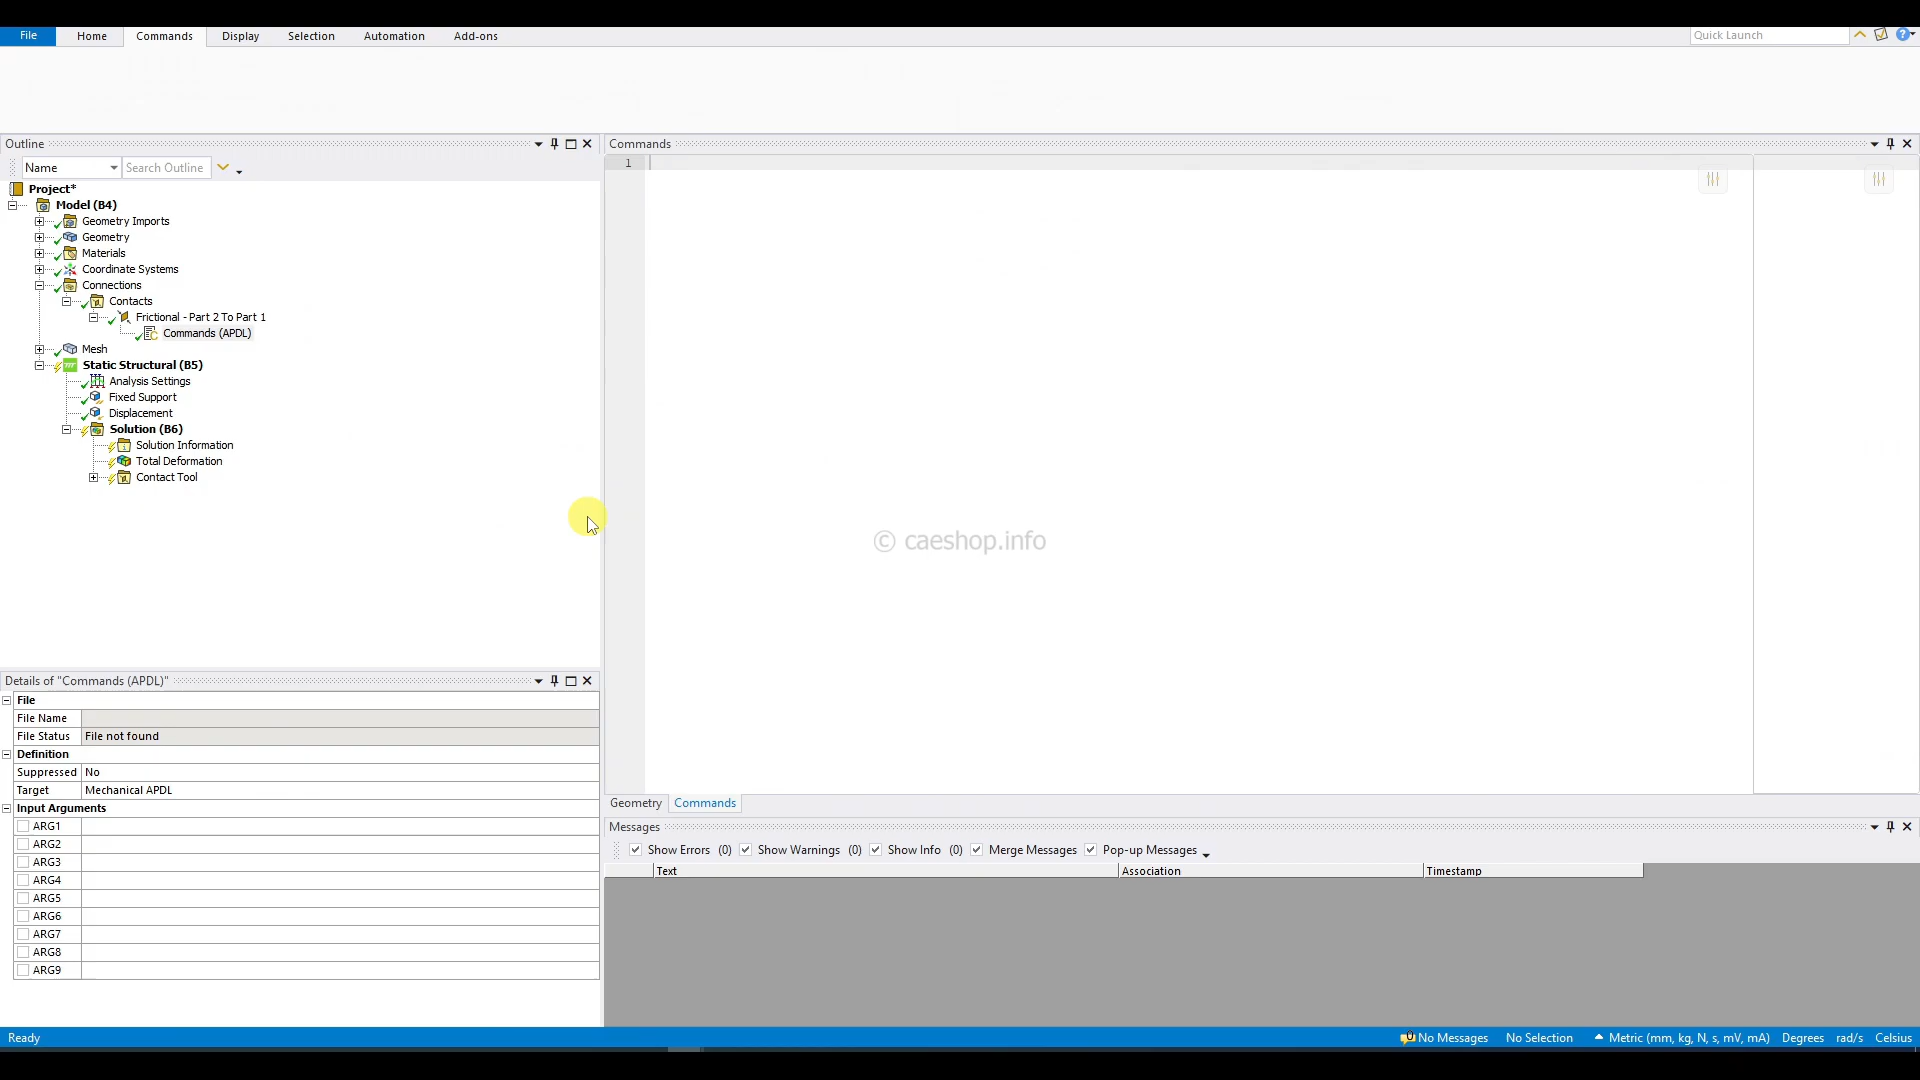 File Home Commands Display Selection Automation Add-ons Quick Launch
Outline
Name Search Outline
Project*
Model (B4)
Geometry Imports
Geometry
Materials
Coordinate Systems
Connections
Contacts
Frictional - Part 2 To Part 1
Commands (APDL)
Mesh
Static Structural (B5)
Analysis Settings
Fixed Support
Displacement
Solution (B6)
Solution Information
Total Deformation
Contact Tool
Details of "Commands (APDL)"
File
File Name
File Status File not found
Definition
Suppressed No
Target Mechanical APDL
Input Arguments
ARG1
ARG2
ARG3
ARG4
ARG5
ARG6
ARG7
ARG8
ARG9
Commands
1
© caeshop.info
Geometry Commands
Messages
Show Errors (0) Show Warnings (0) Show Info (0) Merge Messages Pop-up Messages
Text Association Timestamp
Ready 0 No Messages No Selection Metric (mm, kg, N, s, mV, mA) Degrees rad/s Celsius